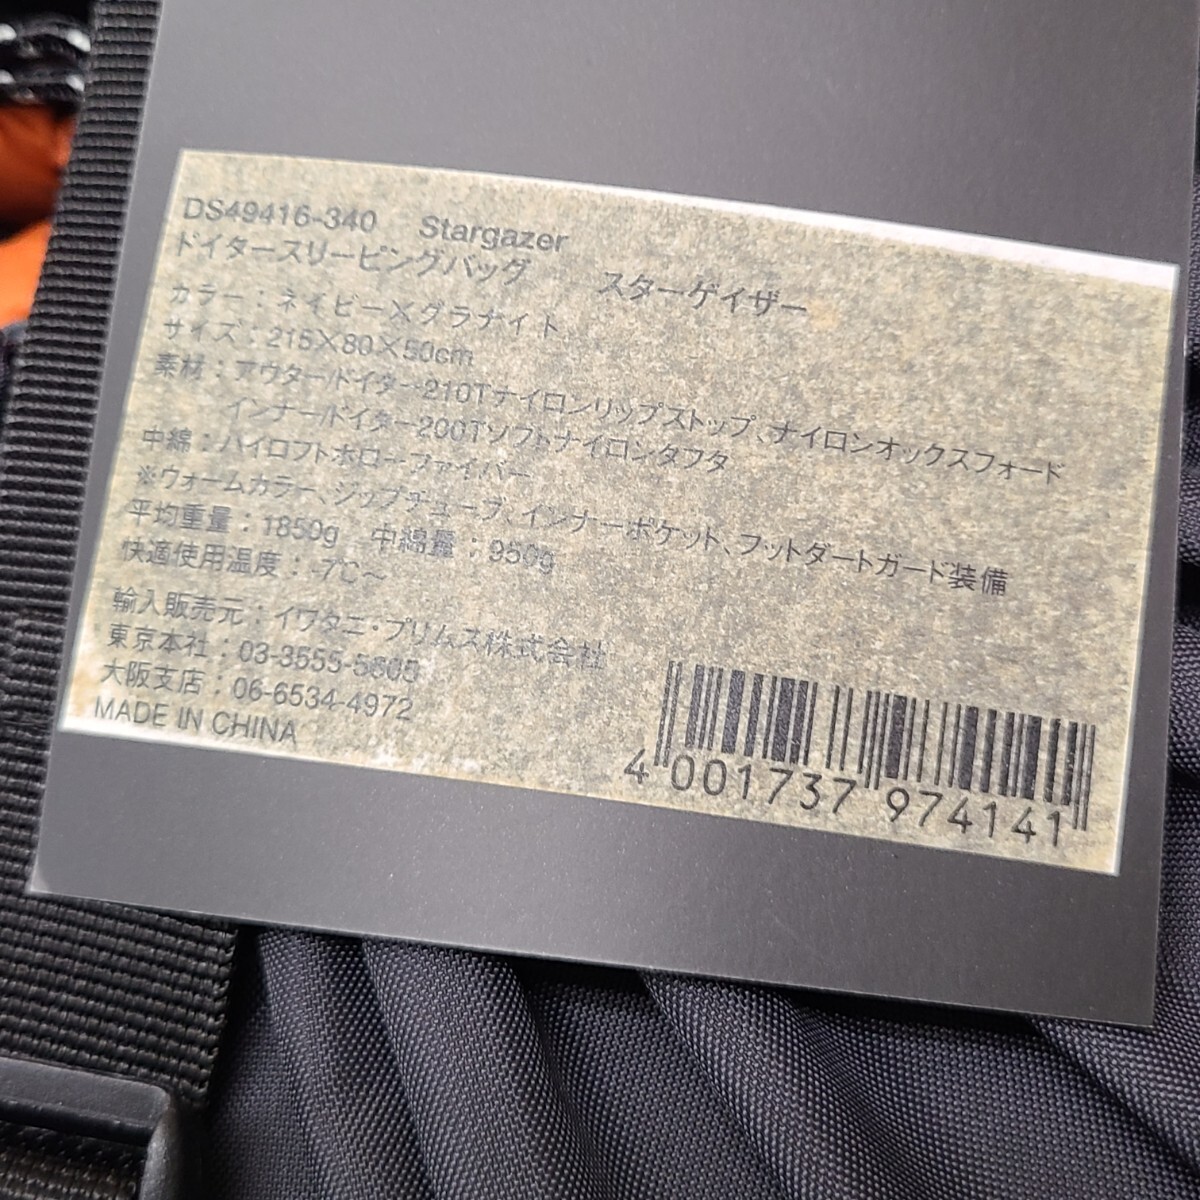 DS49416-340 Stargazer
ドイタースリーピングバッグ スターゲイザー
カラー：ネイビー×グラナイト
サイズ：215×80×50cm
素材：アウター/ドイター210Tナイロンリップストップ、ナイロンオックスフォード
インナー/ドイター200Tソフトナイロンタフタ
中綿：ハイロフトホローファイバー
※ウォームカラー、ジップチューブ、インナーポケット、フットダートガード装備
平均重量：1850g 中綿量：950g
快適使用温度：-7℃～
輸入販売元：イワタニ・プリムス株式会社
東京本社：03-3555-5605
大阪支店：06-6534-4972
MADE IN CHINA
4 001737 974141